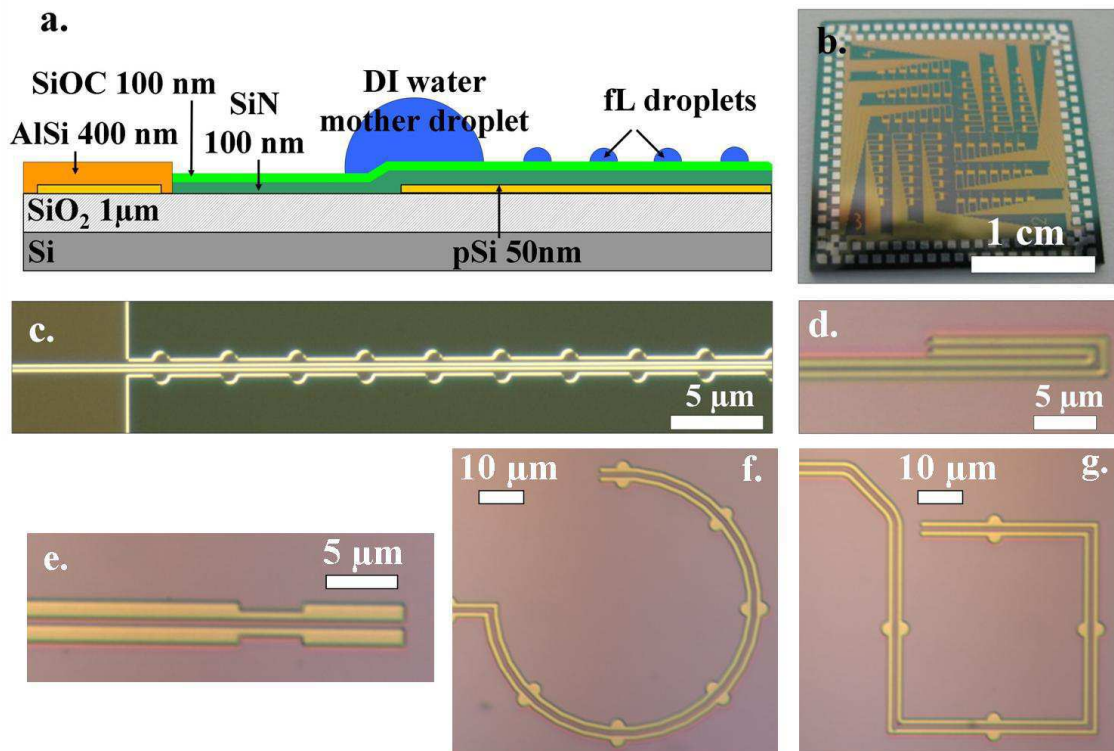 a.
SiOC 100 nm
AlSi 400 nm
SiN
100 nm
DI water
mother droplet
fL droplets
SiO₂ 1µm
Si
pSi 50nm
b.
1 cm
c.
5 µm
d.
5 µm
e.
5 µm
10 µm
f.
10 µm
g.